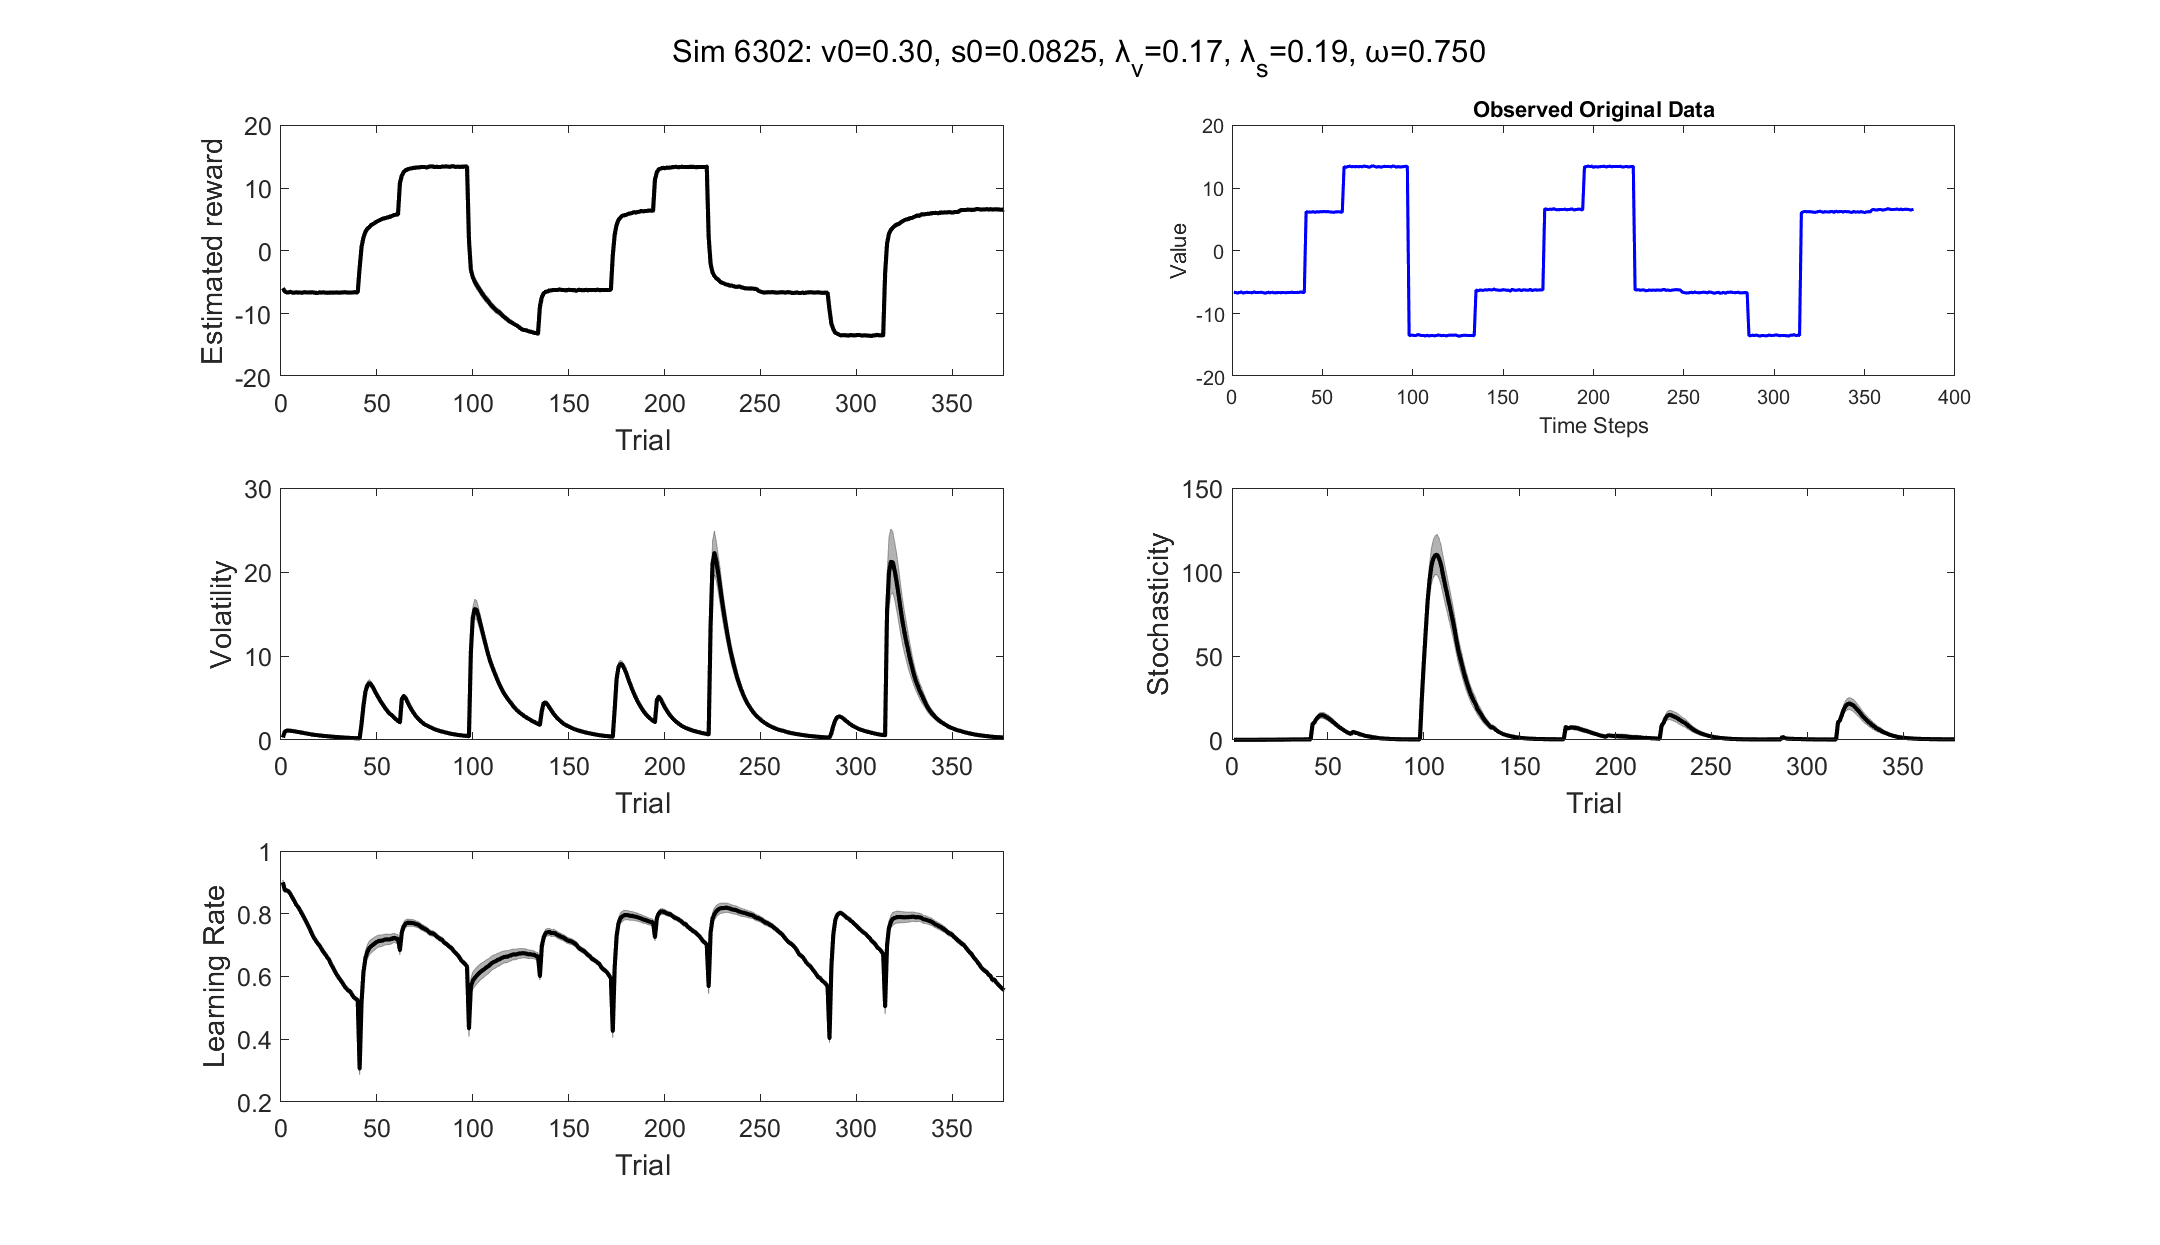 Sim 6302: v0=0.30, s0=0.0825, λv=0.17, λs=0.19, ω=0.750
Estimated reward
20
10
0
-10
-20
0 50 100 150 200 250 300 350
Trial
Observed Original Data
Value
20
10
0
-10
-20
0 50 100 150 200 250 300 350 400
Time Steps
Volatility
30
20
10
0
0 50 100 150 200 250 300 350
Trial
Stochasticity
150
100
50
0
0 50 100 150 200 250 300 350
Trial
Learning Rate
1
0.8
0.6
0.4
0.2
0 50 100 150 200 250 300 350
Trial